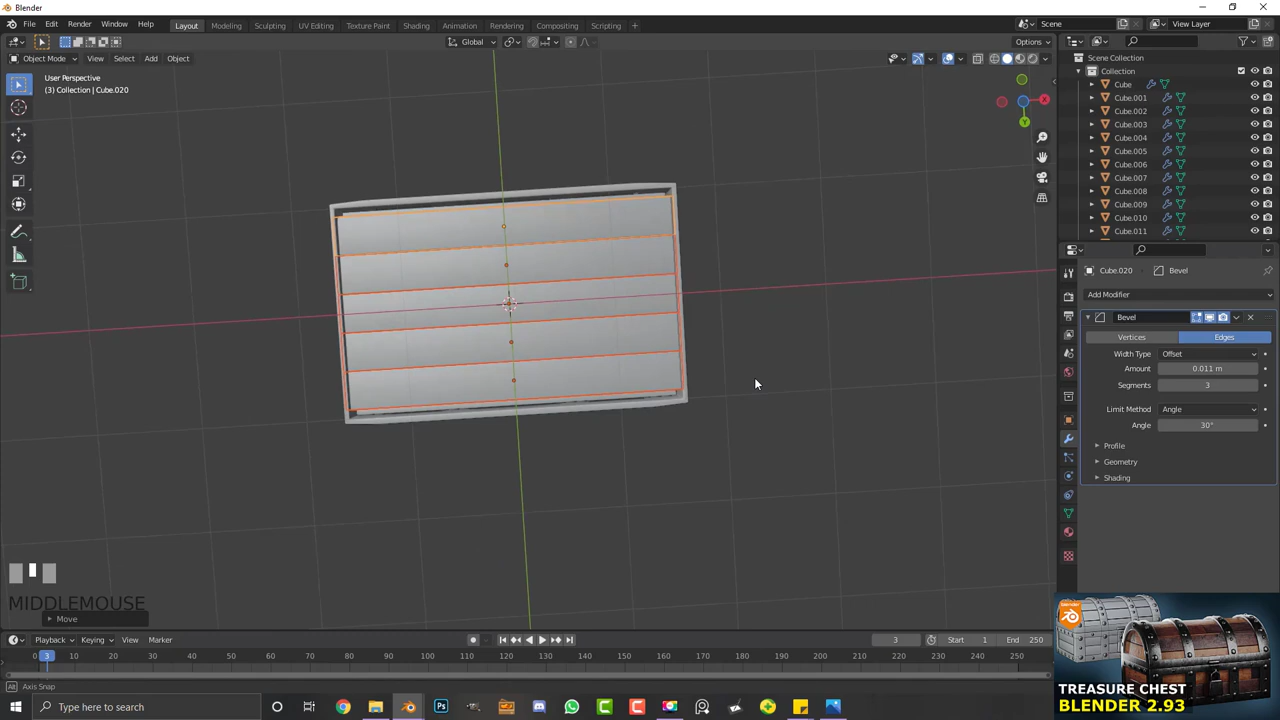 Blender
File Edit Render Window Help
Layout Modeling Sculpting UV Editing Texture Paint Shading Animation Rendering Compositing Scripting +
Scene
View Layer
Global
Options
Object Mode View Select Add Object
User Perspective
(3) Collection | Cube.020
X
Y
Scene Collection
Collection
Cube
Cube.001
Cube.002
Cube.003
Cube.004
Cube.005
Cube.006
Cube.007
Cube.008
Cube.009
Cube.010
Cube.011
Cube.020 > Bevel
Add Modifier
Bevel
Vertices Edges
Width Type Offset
Amount 0.011 m
Segments 3
Limit Method Angle
Angle 30°
Profile
Geometry
Shading
MIDDLEMOUSE
Move
Playback Keying View Marker
3 Start 1 End 250
3 10 20 30 40 50 60 70 80 90 100 110 120 130 140 150 160 170 180 190 200 210 220 230 240 250
Axis Snap
Type here to search
Ps
blender
TREASURE CHEST
BLENDER 2.93